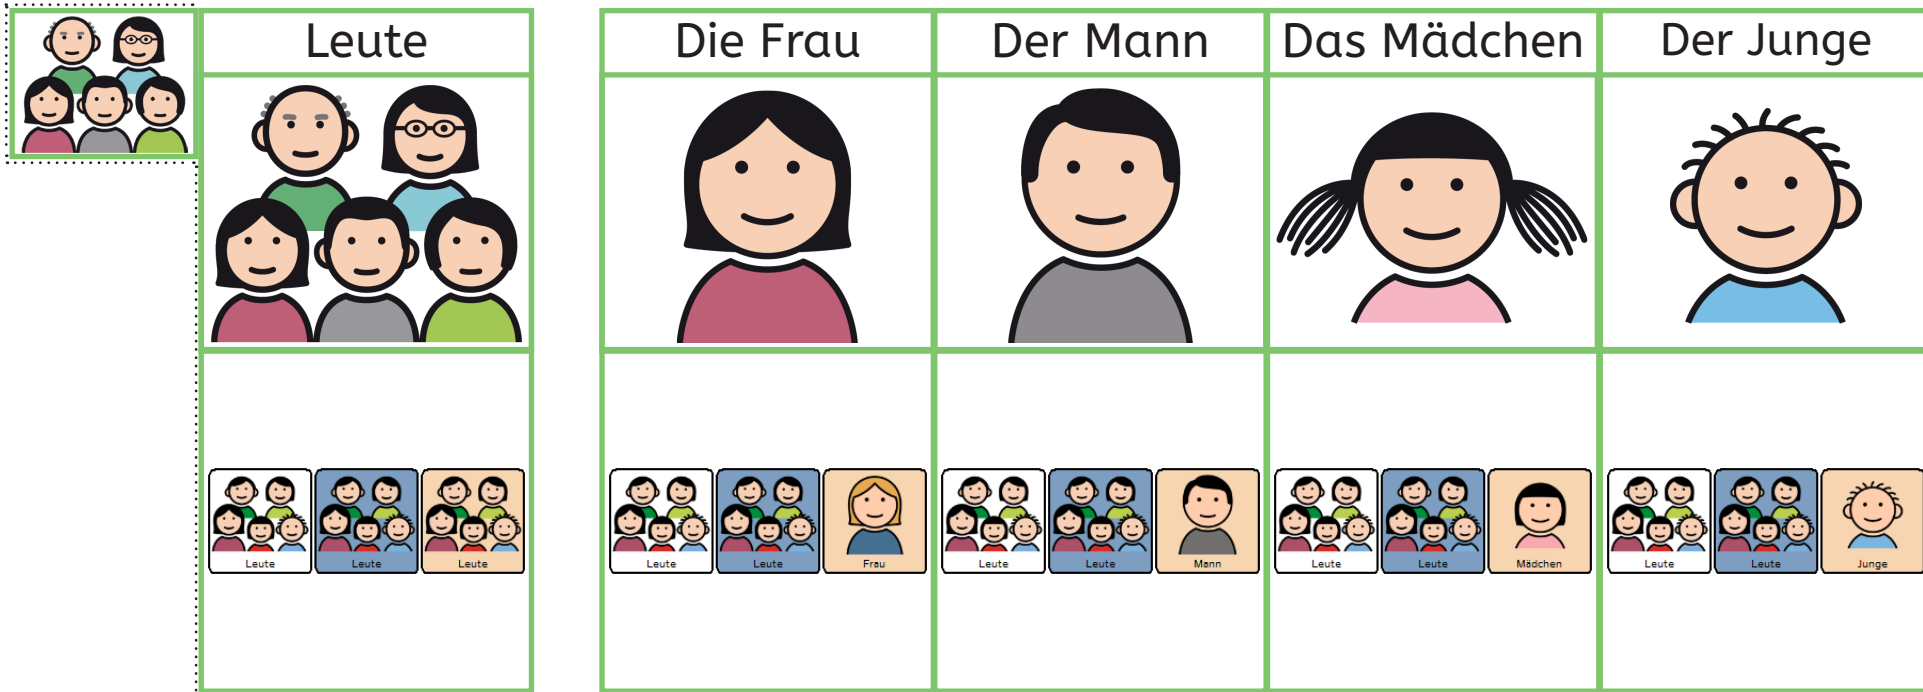 Leute
Die Frau
Der Mann
Das Mädchen
Der Junge
Leute Leute Leute
Leute Leute Frau
Leute Leute Mann
Leute Leute Mädchen
Leute Leute Junge